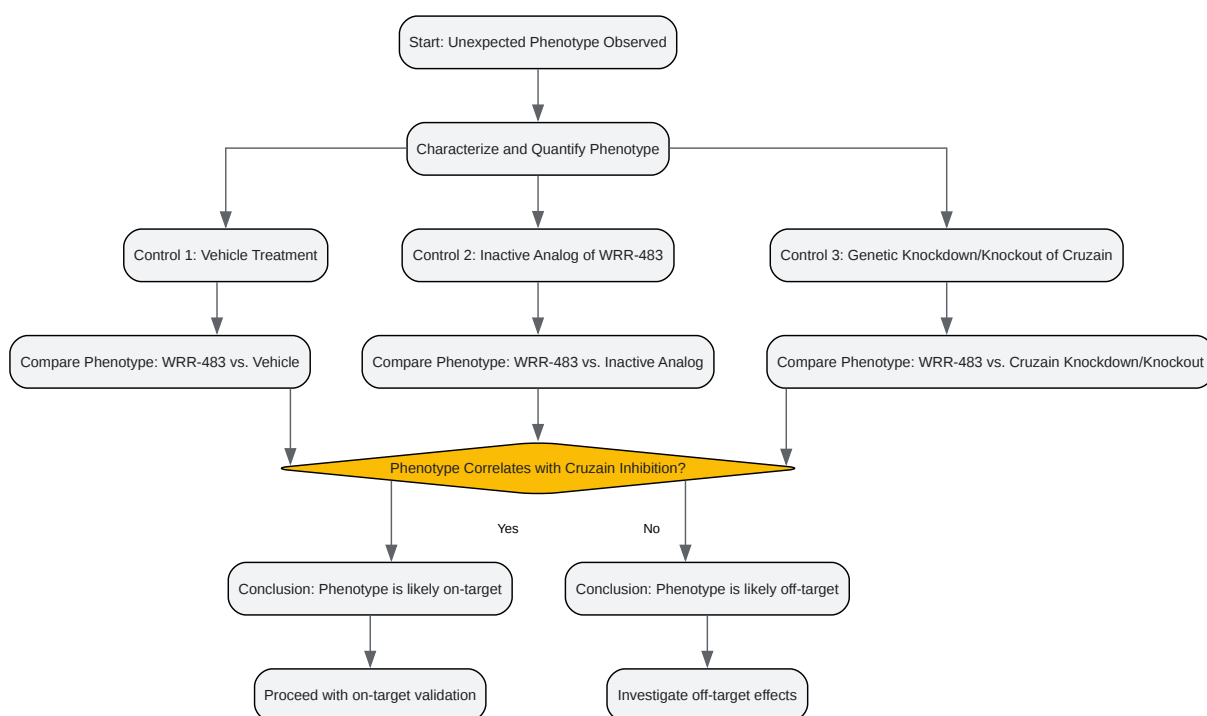 Start: Unexpected Phenotype Observed
Characterize and Quantify Phenotype
Control 1: Vehicle Treatment
Control 2: Inactive Analog of WRR-483
Control 3: Genetic Knockdown/Knockout of Cruzain
Compare Phenotype: WRR-483 vs. Vehicle
Compare Phenotype: WRR-483 vs. Inactive Analog
Compare Phenotype: WRR-483 vs. Cruzain Knockdown/Knockout
Phenotype Correlates with Cruzain Inhibition?
Yes
No
Conclusion: Phenotype is likely on-target
Conclusion: Phenotype is likely off-target
Proceed with on-target validation
Investigate off-target effects